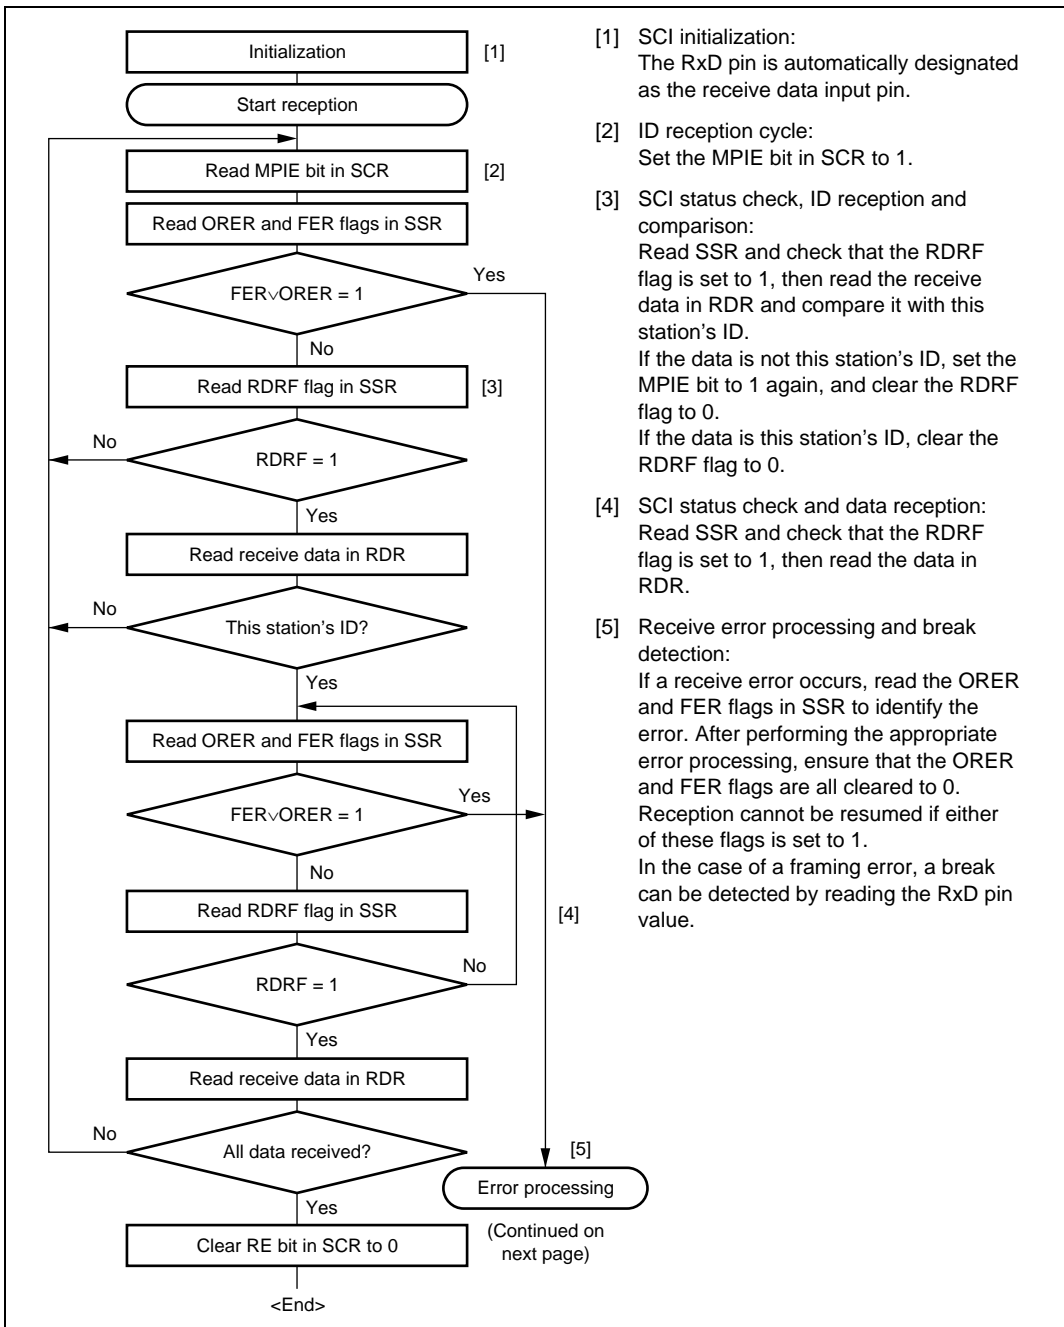 Initialization
[1]
Start reception
Read MPIE bit in SCR
[2]
Read ORER and FER flags in SSR
FER∨ORER = 1
Yes
No
Read RDRF flag in SSR
[3]
RDRF = 1
No
Yes
Read receive data in RDR
This station's ID?
No
Yes
Read ORER and FER flags in SSR
FER∨ORER = 1
Yes
No
Read RDRF flag in SSR
[4]
RDRF = 1
No
Yes
Read receive data in RDR
All data received?
No
[5]
Error processing
(Continued on
next page)
Yes
Clear RE bit in SCR to 0
<End>
[1] SCI initialization:
The RxD pin is automatically designated
as the receive data input pin.
[2] ID reception cycle:
Set the MPIE bit in SCR to 1.
[3] SCI status check, ID reception and
comparison:
Read SSR and check that the RDRF
flag is set to 1, then read the receive
data in RDR and compare it with this
station's ID.
If the data is not this station's ID, set the
MPIE bit to 1 again, and clear the RDRF
flag to 0.
If the data is this station's ID, clear the
RDRF flag to 0.
[4] SCI status check and data reception:
Read SSR and check that the RDRF
flag is set to 1, then read the data in
RDR.
[5] Receive error processing and break
detection:
If a receive error occurs, read the ORER
and FER flags in SSR to identify the
error. After performing the appropriate
error processing, ensure that the ORER
and FER flags are all cleared to 0.
Reception cannot be resumed if either
of these flags is set to 1.
In the case of a framing error, a break
can be detected by reading the RxD pin
value.